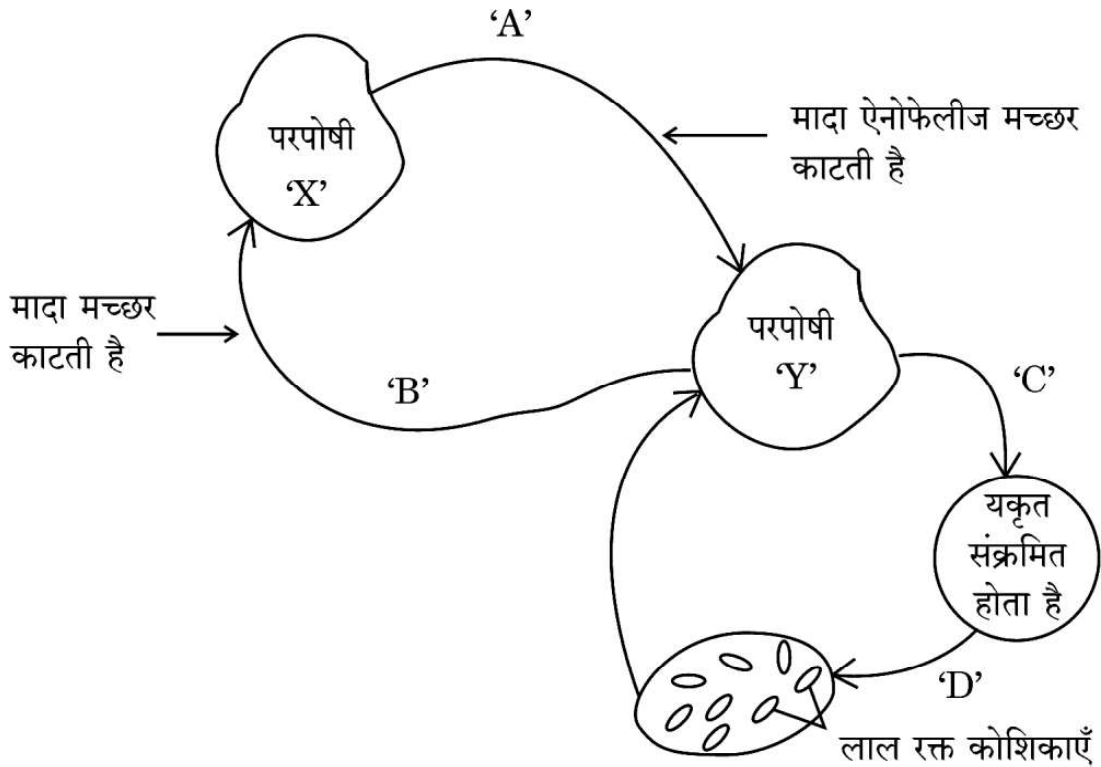 ‘A’
परपोषी
‘X’
मादा ऐनोफेलीज मच्छर
काटती है
मादा मच्छर
काटती है
परपोषी
‘Y’
‘B’
‘C’
यकृत
संक्रमित
होता है
‘D’
लाल रक्त कोशिकाएँ